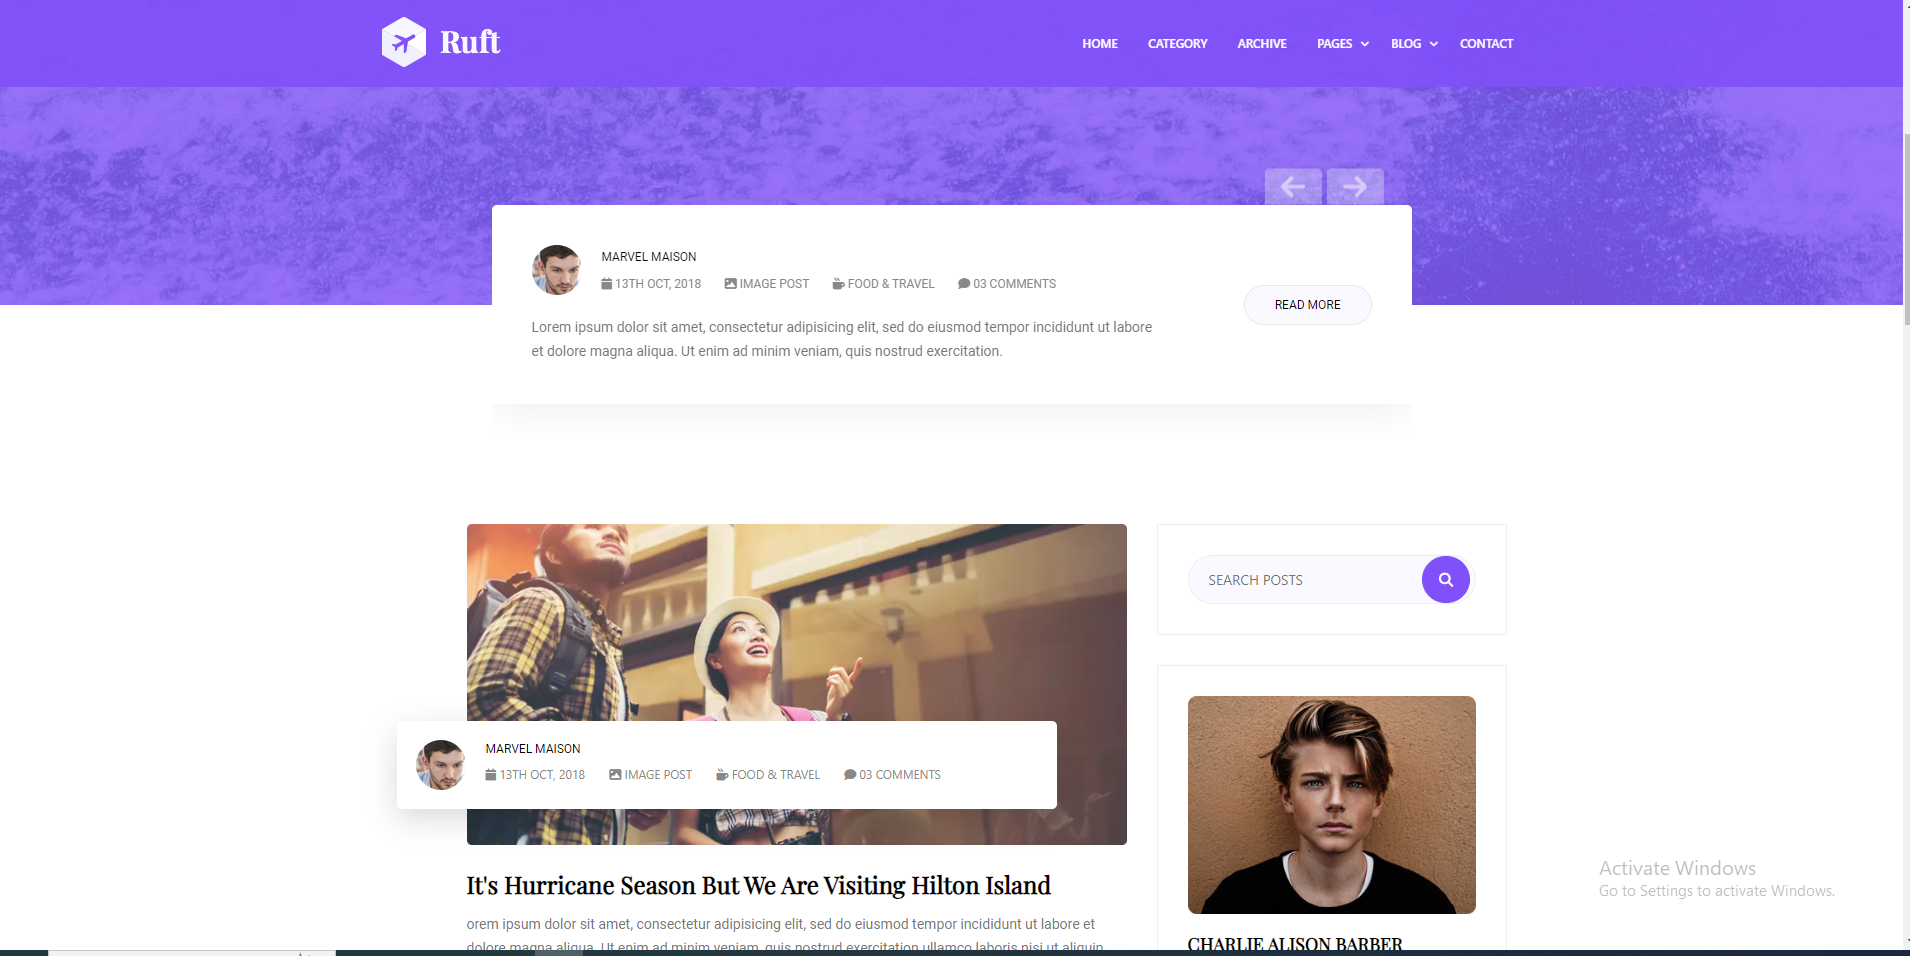 Ruft
HOME CATEGORY ARCHIVE PAGES BLOG CONTACT
MARVEL MAISON
13TH OCT, 2018 IMAGE POST FOOD & TRAVEL 03 COMMENTS
READ MORE
Lorem ipsum dolor sit amet, consectetur adipisicing elit, sed do eiusmod tempor incididunt ut labore
et dolore magna aliqua. Ut enim ad minim veniam, quis nostrud exercitation.
SEARCH POSTS
MARVEL MAISON
13TH OCT, 2018 IMAGE POST FOOD & TRAVEL 03 COMMENTS
It's Hurricane Season But We Are Visiting Hilton Island
orem ipsum dolor sit amet, consectetur adipisicing elit, sed do eiusmod tempor incididunt ut labore et
dolore magna aliqua. Ut enim ad minim veniam, quis nostrud exercitation ullamco laboris nisi ut aliquip
CHARLIE ALISON BARBER
Activate Windows
Go to Settings to activate Windows.